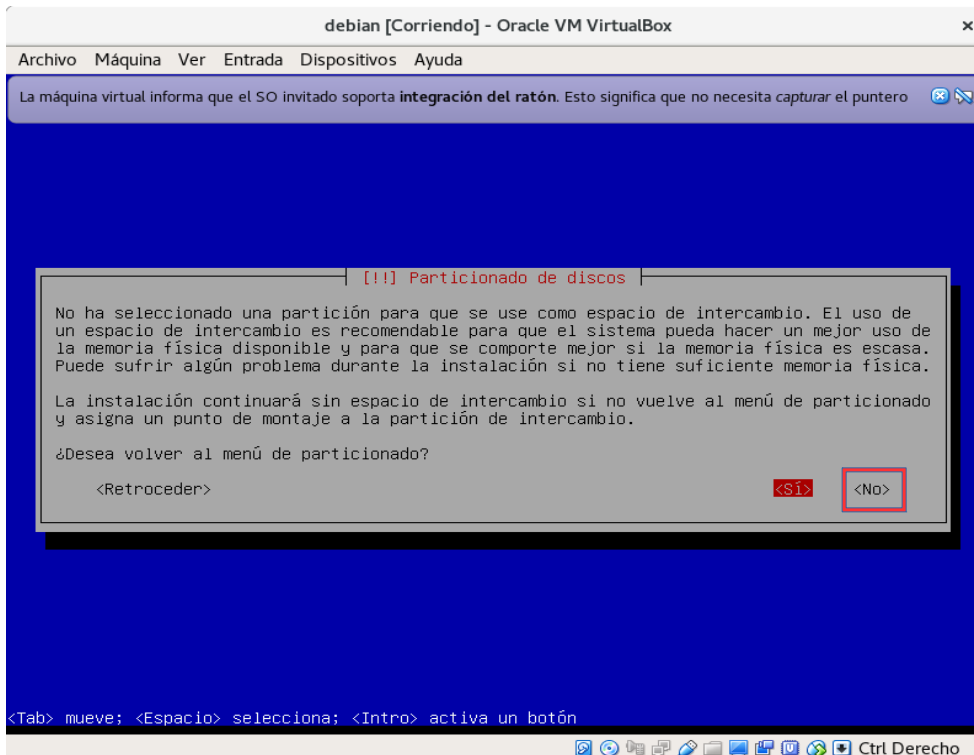 debian [Corriendo] - Oracle VM VirtualBox
Archivo Máquina Ver Entrada Dispositivos Ayuda
La máquina virtual informa que el SO invitado soporta integración del ratón. Esto significa que no necesita capturar el puntero
[!!] Particionado de discos
No ha seleccionado una partición para que se use como espacio de intercambio. El uso de
un espacio de intercambio es recomendable para que el sistema pueda hacer un mejor uso de
la memoria física disponible y para que se comporte mejor si la memoria física es escasa.
Puede sufrir algún problema durante la instalación si no tiene suficiente memoria física.
La instalación continuará sin espacio de intercambio si no vuelve al menú de particionado
y asigna un punto de montaje a la partición de intercambio.
¿Desea volver al menú de particionado?
<Retroceder> <Sí> <No>
<Tab> mueve; <Espacio> selecciona; <Intro> activa un botón
Ctrl Derecho